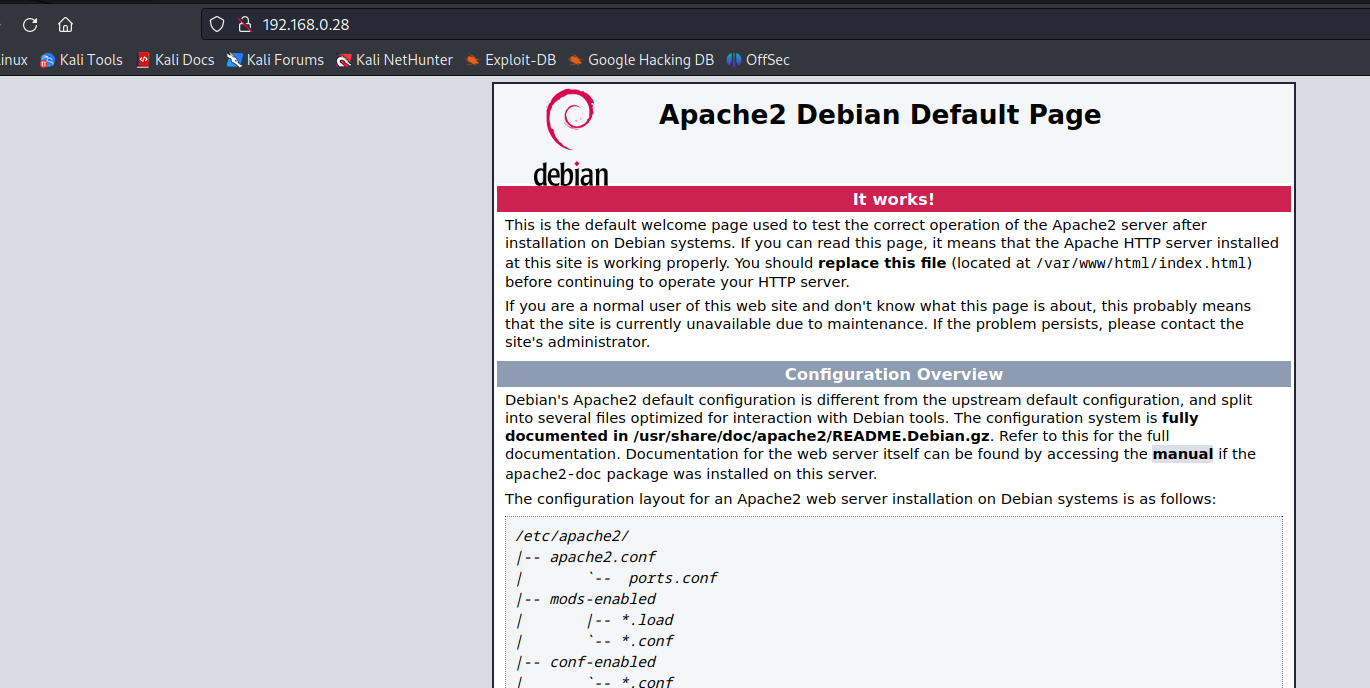 192.168.0.28
inux Kali Tools Kali Docs Kali Forums Kali NetHunter Exploit-DB Google Hacking DB OffSec
debian
Apache2 Debian Default Page
It works!
This is the default welcome page used to test the correct operation of the Apache2 server after
installation on Debian systems. If you can read this page, it means that the Apache HTTP server installed
at this site is working properly. You should replace this file (located at /var/www/html/index.html)
before continuing to operate your HTTP server.
If you are a normal user of this web site and don't know what this page is about, this probably means
that the site is currently unavailable due to maintenance. If the problem persists, please contact the
site's administrator.
Configuration Overview
Debian's Apache2 default configuration is different from the upstream default configuration, and split
into several files optimized for interaction with Debian tools. The configuration system is fully
documented in /usr/share/doc/apache2/README.Debian.gz. Refer to this for the full
documentation. Documentation for the web server itself can be found by accessing the manual if the
apache2-doc package was installed on this server.
The configuration layout for an Apache2 web server installation on Debian systems is as follows:
/etc/apache2/
|-- apache2.conf
|       `--  ports.conf
|-- mods-enabled
|       |-- *.load
|       `-- *.conf
|-- conf-enabled
|       `-- *.conf